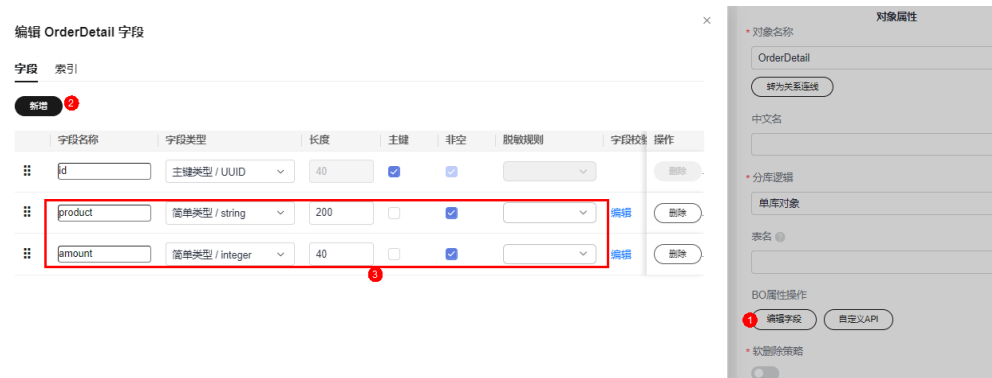 编辑 OrderDetail 字段
×
字段 索引
新增 2
字段名称 字段类型 长度 主键 非空 脱敏规则 字段校 操作
id 主键类型 / UUID 40 删除
product 简单类型 / string 200 编辑 删除
amount 简单类型 / integer 40 编辑 删除
3
对象属性
* 对象名称
OrderDetail
转为关系连线
中文名
* 分库逻辑
单库对象
表名
BO属性操作
1 编辑字段 自定义API
* 软删除策略